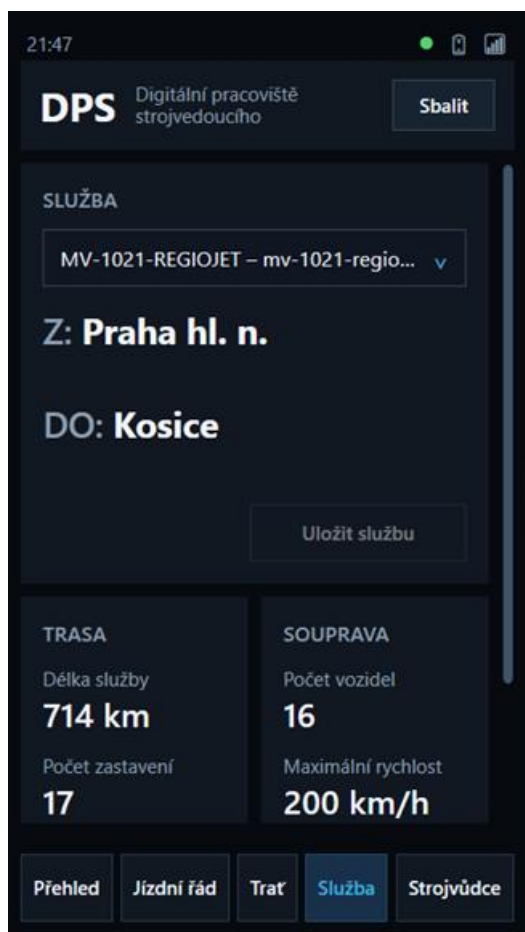 21:47
DPS
Digitální pracoviště
strojvedoucího
Sbalit
SLUŽBA
MV-1021-REGIOJET – mv-1021-regio...
Z: Praha hl. n.
DO: Kosice
Uložit službu
TRASA
Délka služby
714 km
Počet zastavení
17
SOUPRAVA
Počet vozidel
16
Maximální rychlost
200 km/h
Přehled
Jízdní řád
Trať
Služba
Strojvůdce